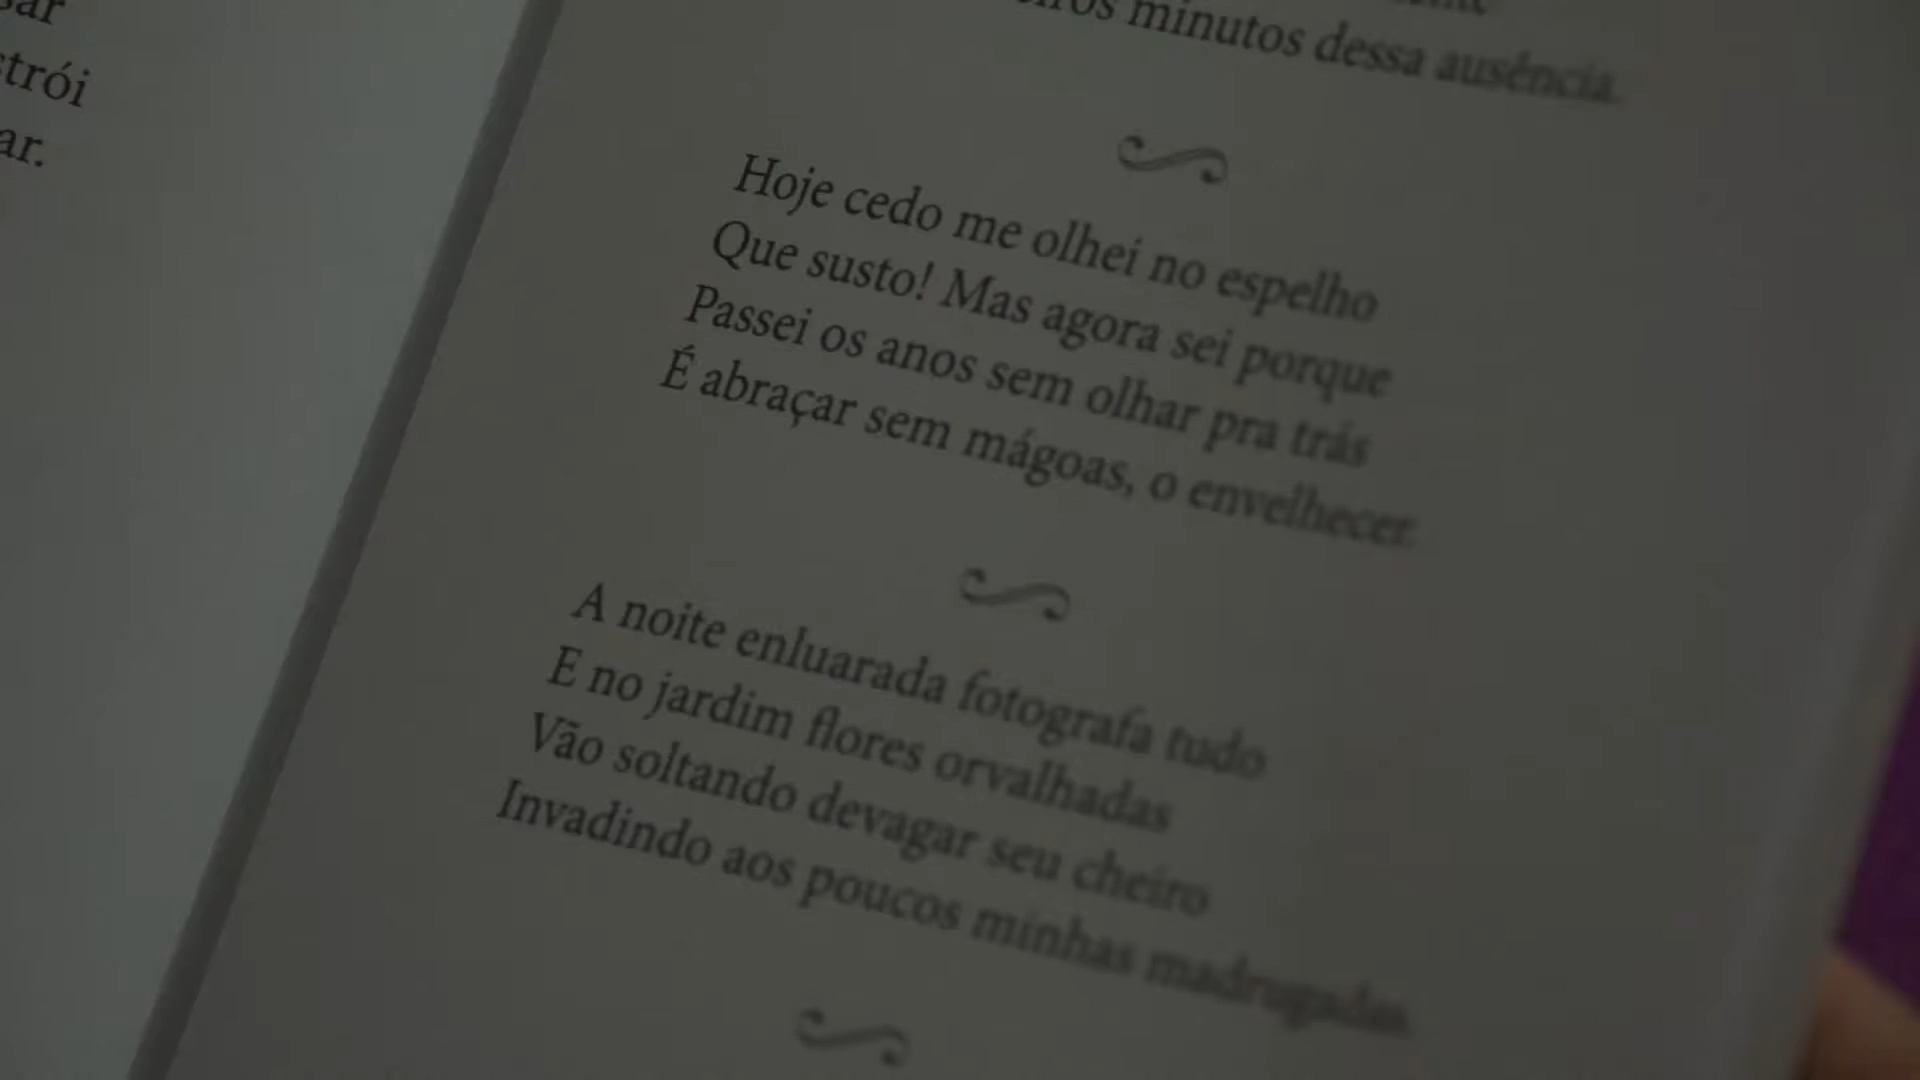 ar
strói
ar.
minutos dessa ausência.
Hoje cedo me olhei no espelho
Que susto! Mas agora sei porque
Passei os anos sem olhar pra trás
É abraçar sem mágoas, o envelhecer.
A noite enluarada fotografa tudo
E no jardim flores orvalhadas
Vão soltando devagar seu cheiro
Invadindo aos poucos minhas madrugadas.